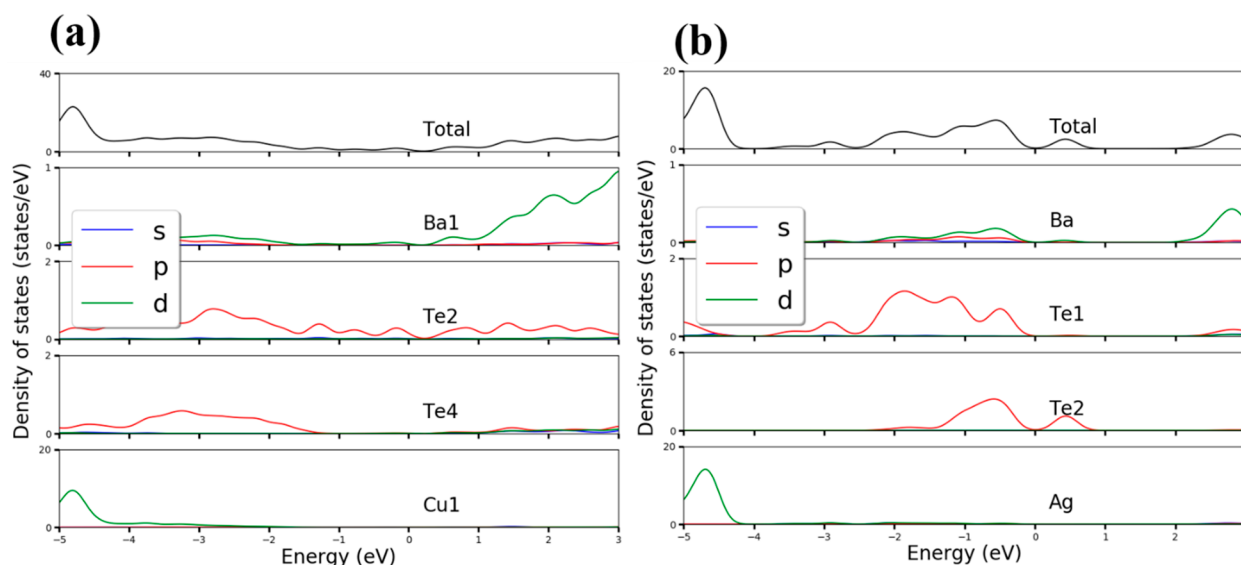 (a)
40
Total
0
1
Ba1
0
2
Te2
0
2
Te4
0
20
Cu1
0
s
p
d
-5 -4 -3 -2 -1 0 1 2 3
Energy (eV)
Density of states (states/eV)
(b)
20
Total
0
1
Ba
0
2
Te1
0
6
Te2
0
20
Ag
0
s
p
d
-5 -4 -3 -2 -1 0 1 2
Energy (eV)
Density of states (states/eV)